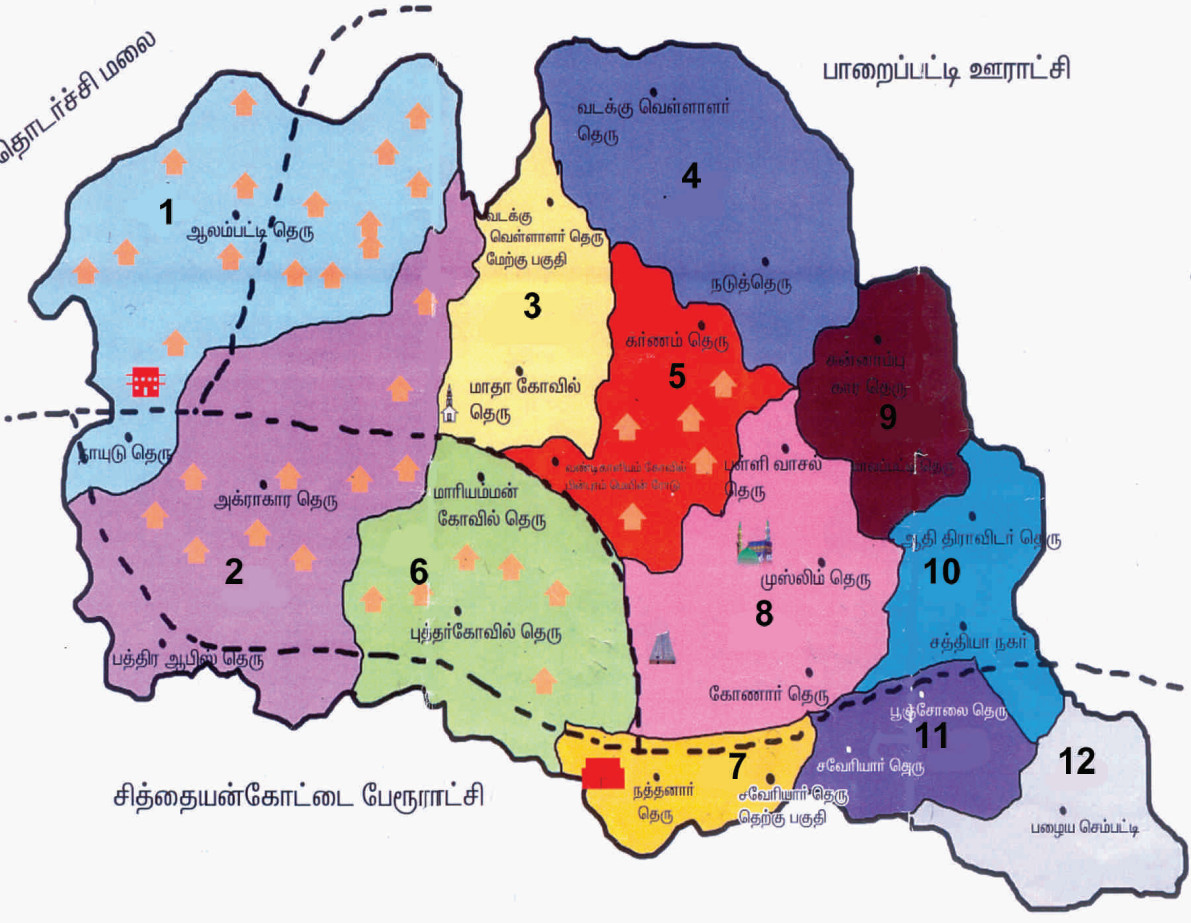 தொடர்ச்சி மலை
பாறைப்பட்டி ஊராட்சி
வடக்கு வெள்ளாளர்
தெரு
4
நடுத்தெரு
1
ஆலம்பட்டி தெரு
நாயுடு தெரு
வடக்கு
வெள்ளாளர் தெரு
மேற்கு பகுதி
3
மாதா கோவில்
தெரு
கர்ணம் தெரு
5
9
பள்ளி வாசல்
தெரு
அக்ராகார தெரு
2
பத்திர ஆபிஸ் தெரு
மாரியம்மன்
கோவில் தெரு
6
புத்தர்கோவில் தெரு
முஸ்லிம் தெரு
8
கோணார் தெரு
ஆதி திராவிடர் தெரு
10
சத்தியா நகர்
பூஞ்சோலை தெரு
11
சவேரியார் தெரு
7
நத்தனார்
தெரு
சவேரியார் தெரு
தெற்கு பகுதி
12
பழைய செம்பட்டி
சித்தையன்கோட்டை பேரூராட்சி